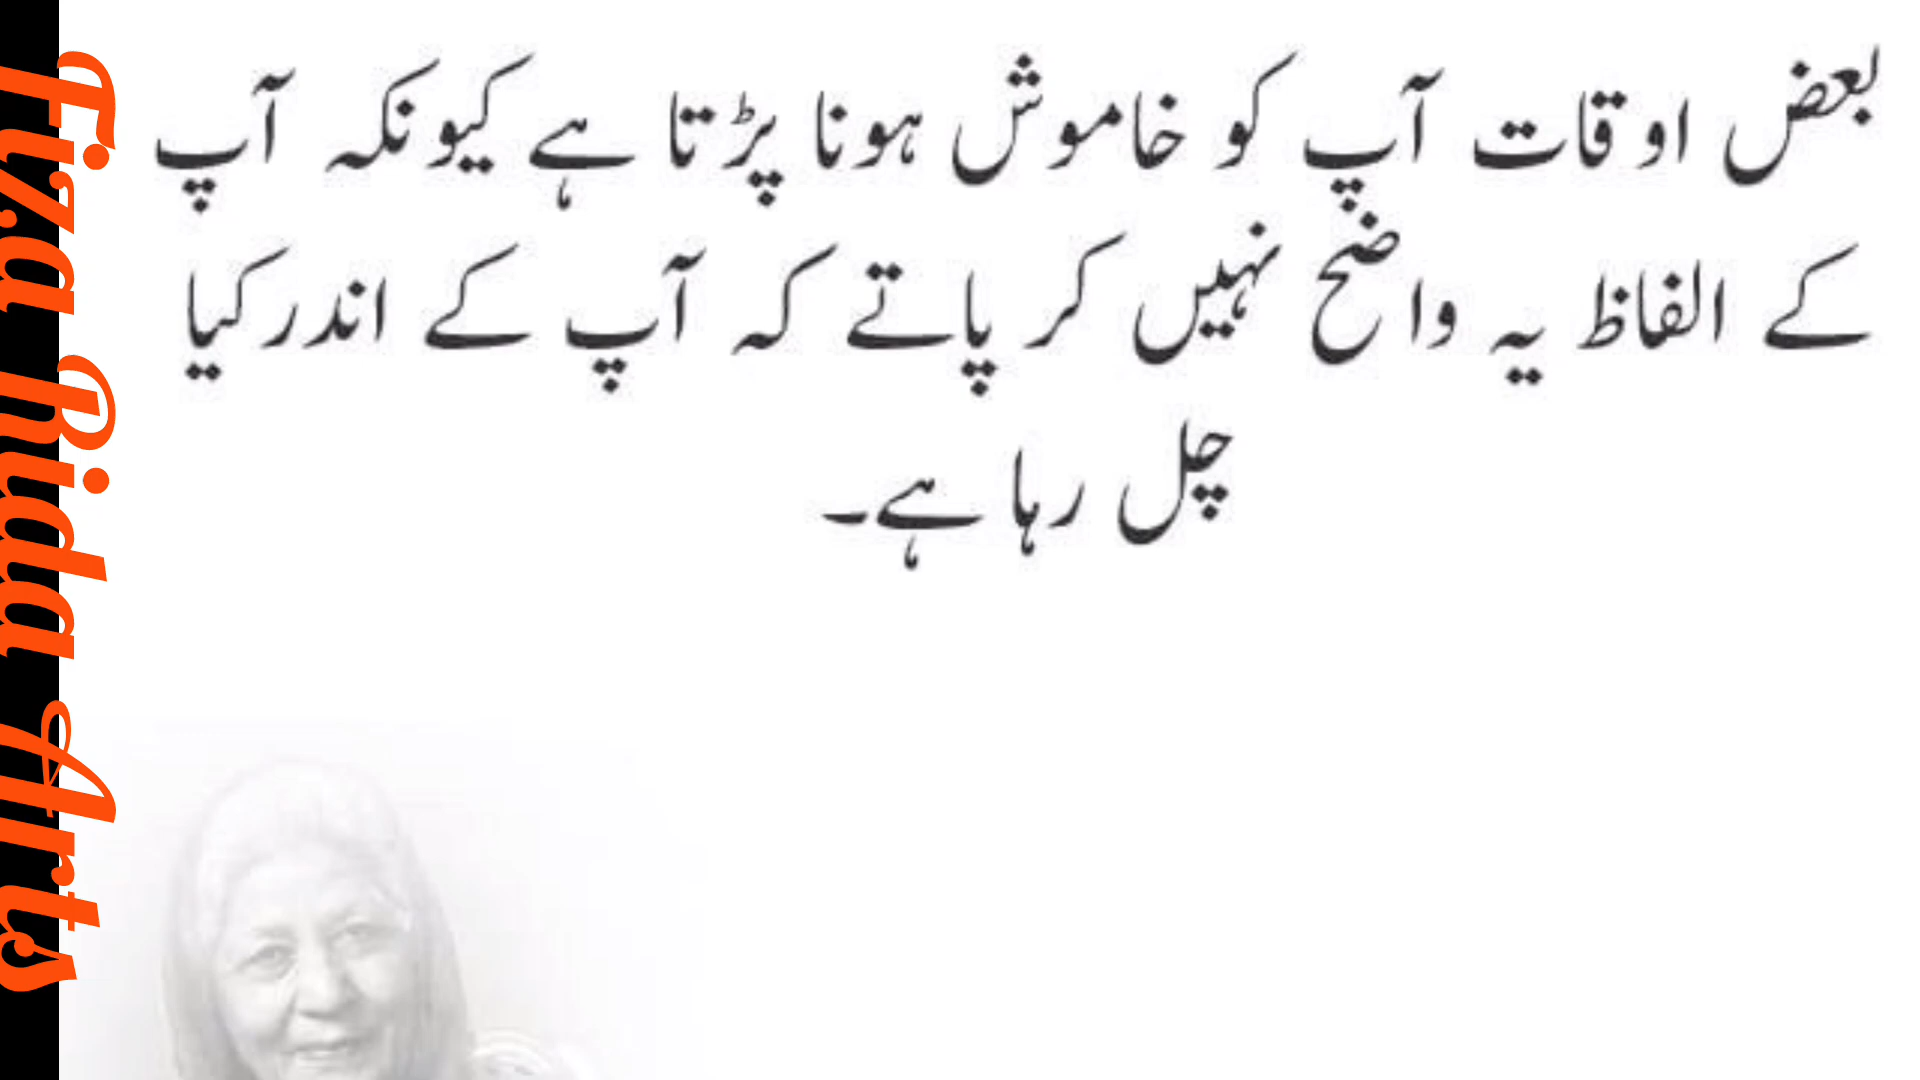 بعض اوقات آپ کو خاموش ہونا پڑتا ہے کیونکہ آپ
کے الفاظ یہ واضح نہیں کر پاتے کہ آپ کے اندر کیا
چل رہا ہے۔
Fiza Rida Arts